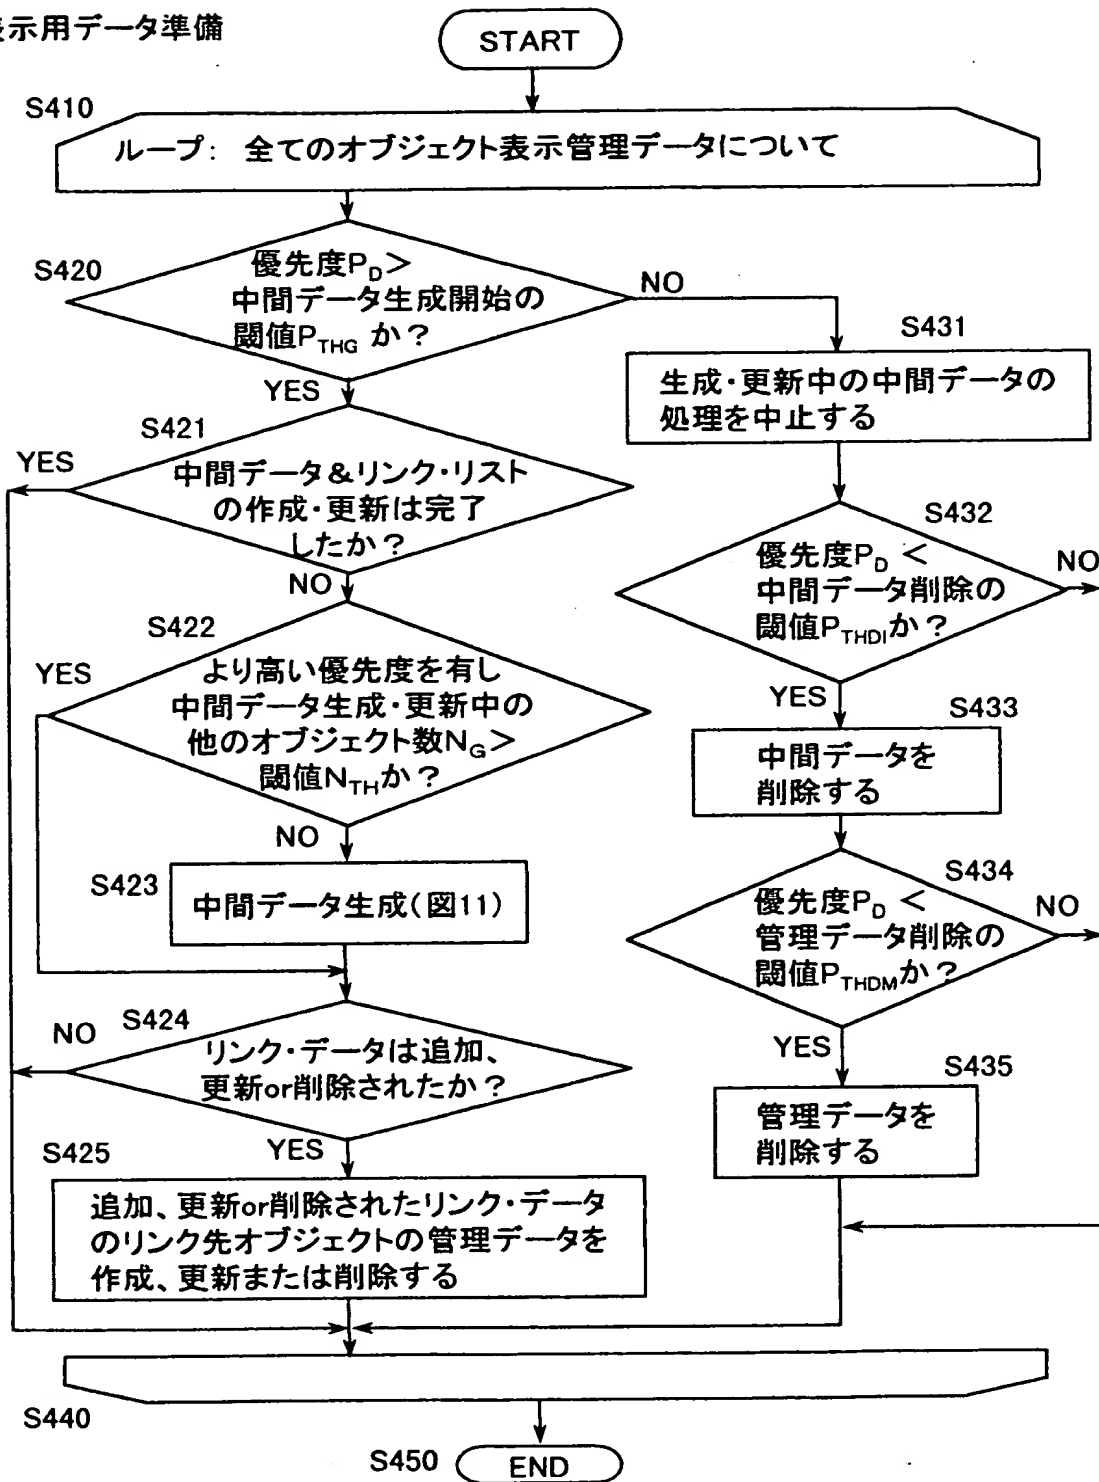 表示用データ準備
START
S410
ループ: 全てのオブジェクト表示管理データについて
S420
優先度PD>
中間データ生成開始の
閾値PTHG か?
NO
YES
S431
生成・更新中の中間データの
処理を中止する
S421
YES
中間データ&リンク・リスト
の作成・更新は完了
したか?
NO
S432
優先度PD <
中間データ削除の
閾値PTHDIか?
NO
YES
S422
YES
より高い優先度を有し
中間データ生成・更新中の
他のオブジェクト数NG>
閾値NTHか?
NO
S433
中間データを
削除する
S423
中間データ生成(図11)
S434
優先度PD <
管理データ削除の
閾値PTHDMか?
NO
YES
S424
NO
リンク・データは追加、
更新or削除されたか?
YES
S435
管理データを
削除する
S425
追加、更新or削除されたリンク・データ
のリンク先オブジェクトの管理データを
作成、更新または削除する
S440
S450
END